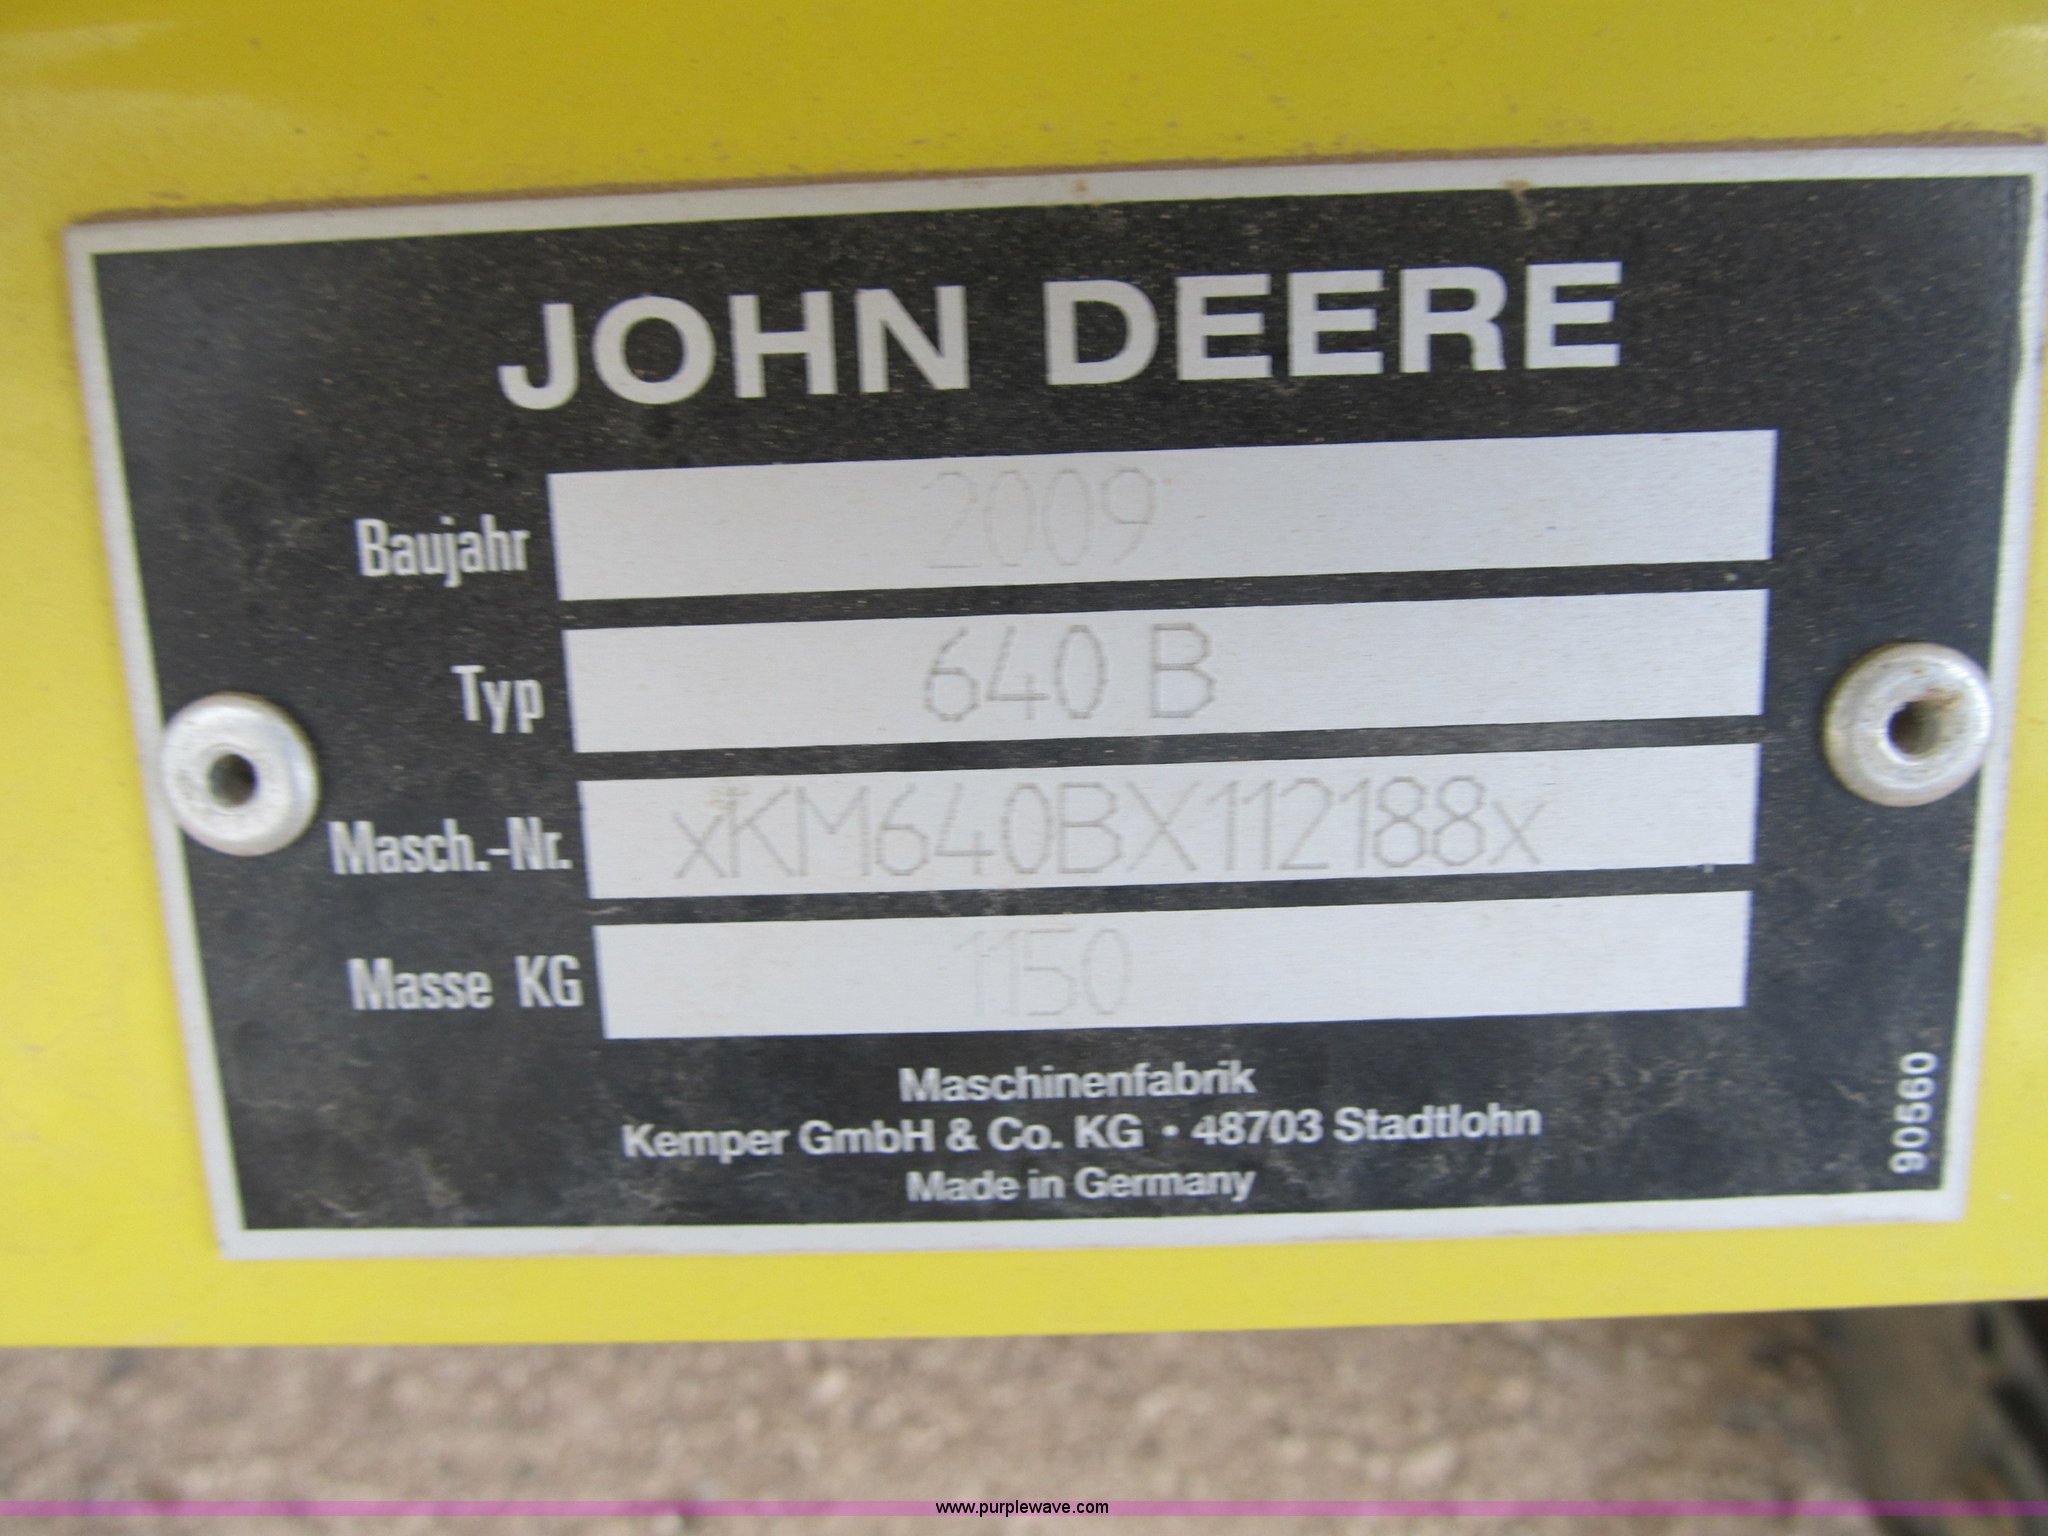 JOHN DEERE
Baujahr 2009
Typ 640 B
Masch.-Nr. xKM640BX112188x
Masse KG 1150
Maschinenfabrik
Kemper GmbH & Co. KG • 48703 Stadtlohn
Made in Germany
90560
www.purplewave.com